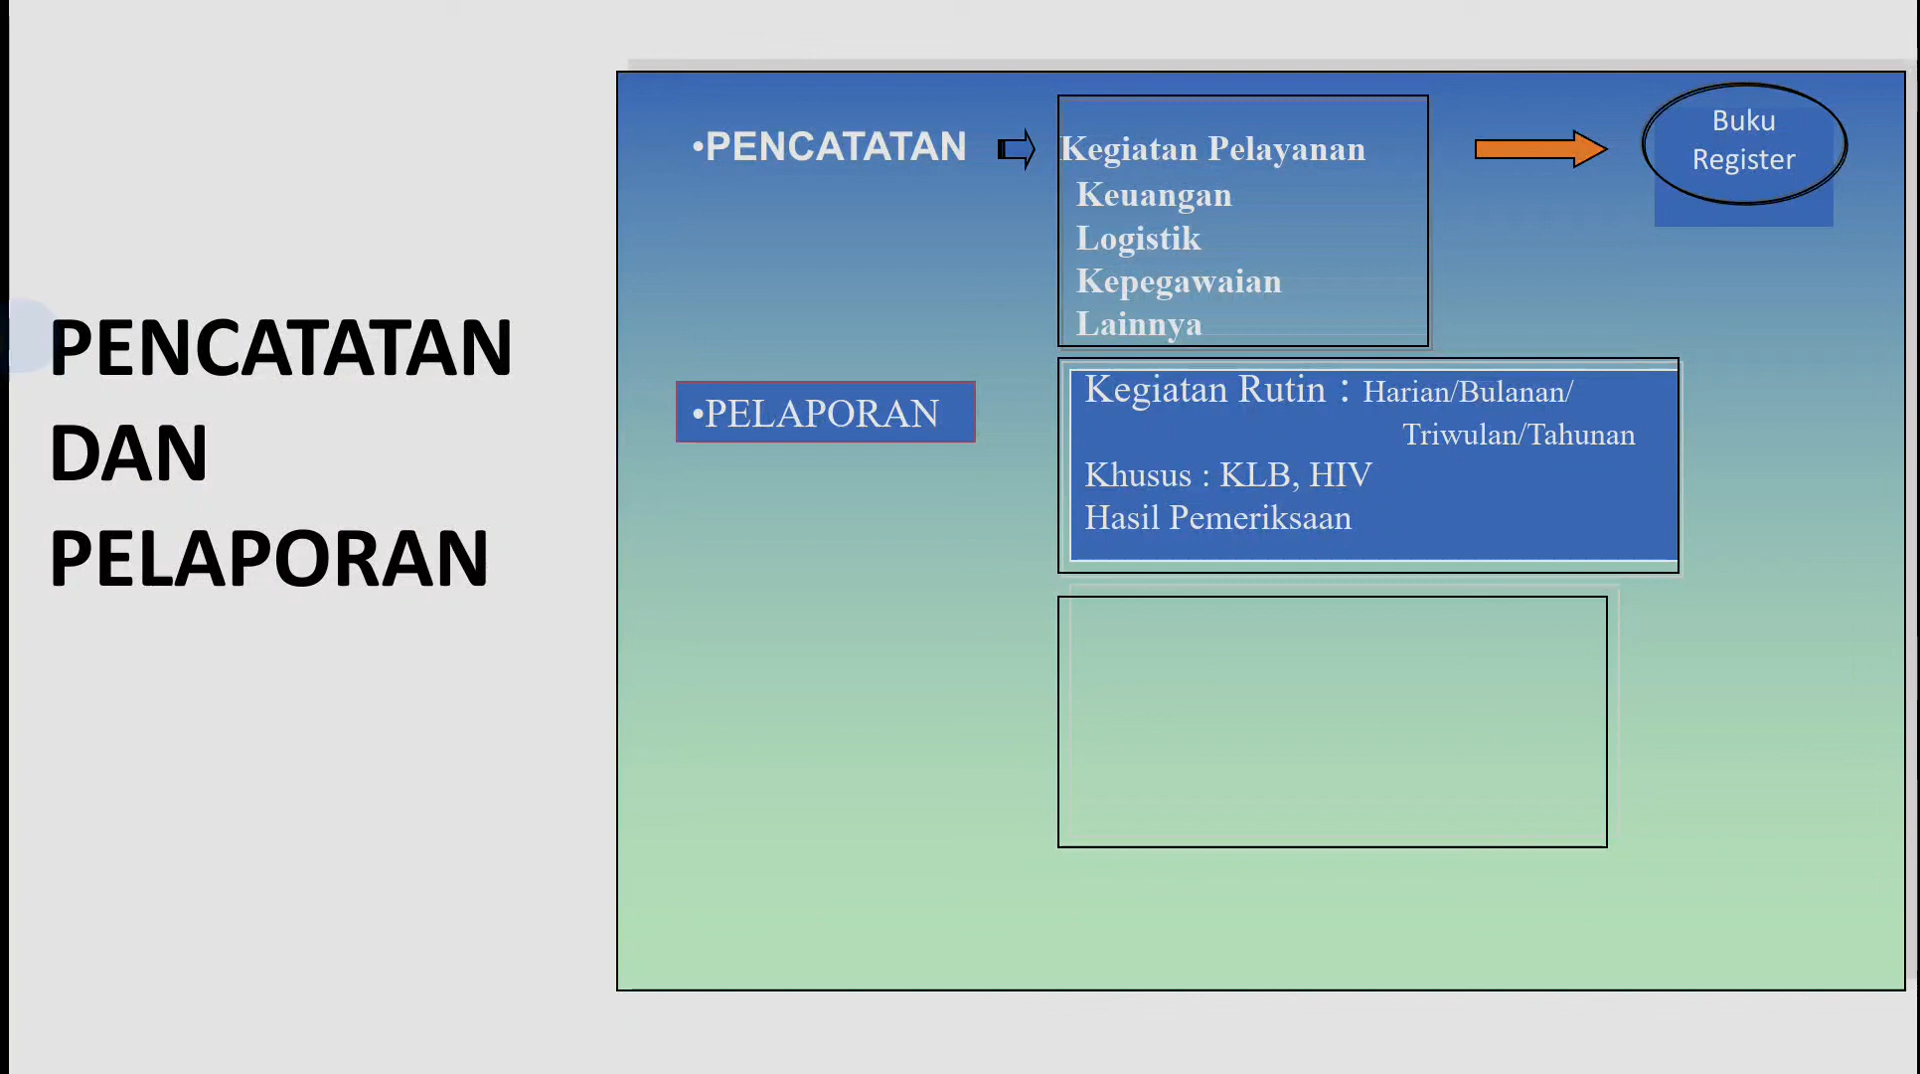 PENCATATAN
DAN
PELAPORAN
•PENCATATAN
Kegiatan Pelayanan
Keuangan
Logistik
Kepegawaian
Lainnya
Buku
Register
•PELAPORAN
Kegiatan Rutin : Harian/Bulanan/
Triwulan/Tahunan
Khusus : KLB, HIV
Hasil Pemeriksaan